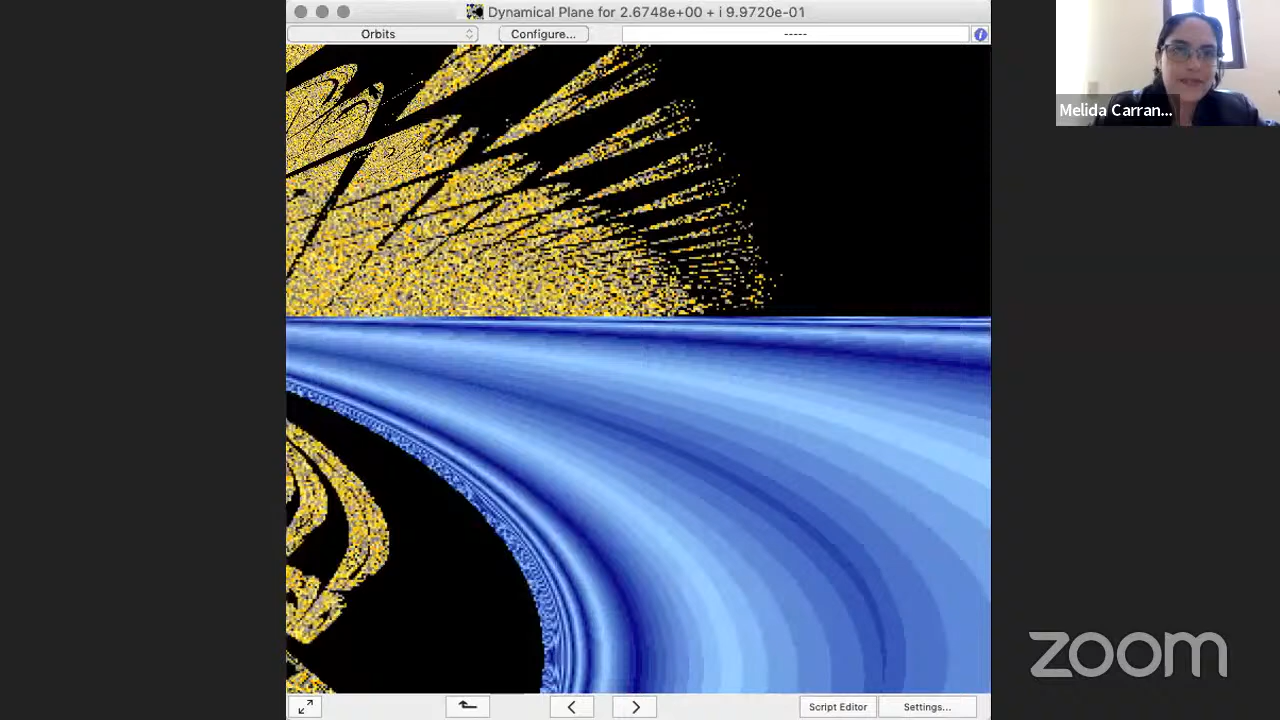 Dynamical Plane for 2.6748e+00 + i 9.9720e-01
Orbits
Configure...
-----
i
Melida Carran...
zoom
Script Editor
Settings...